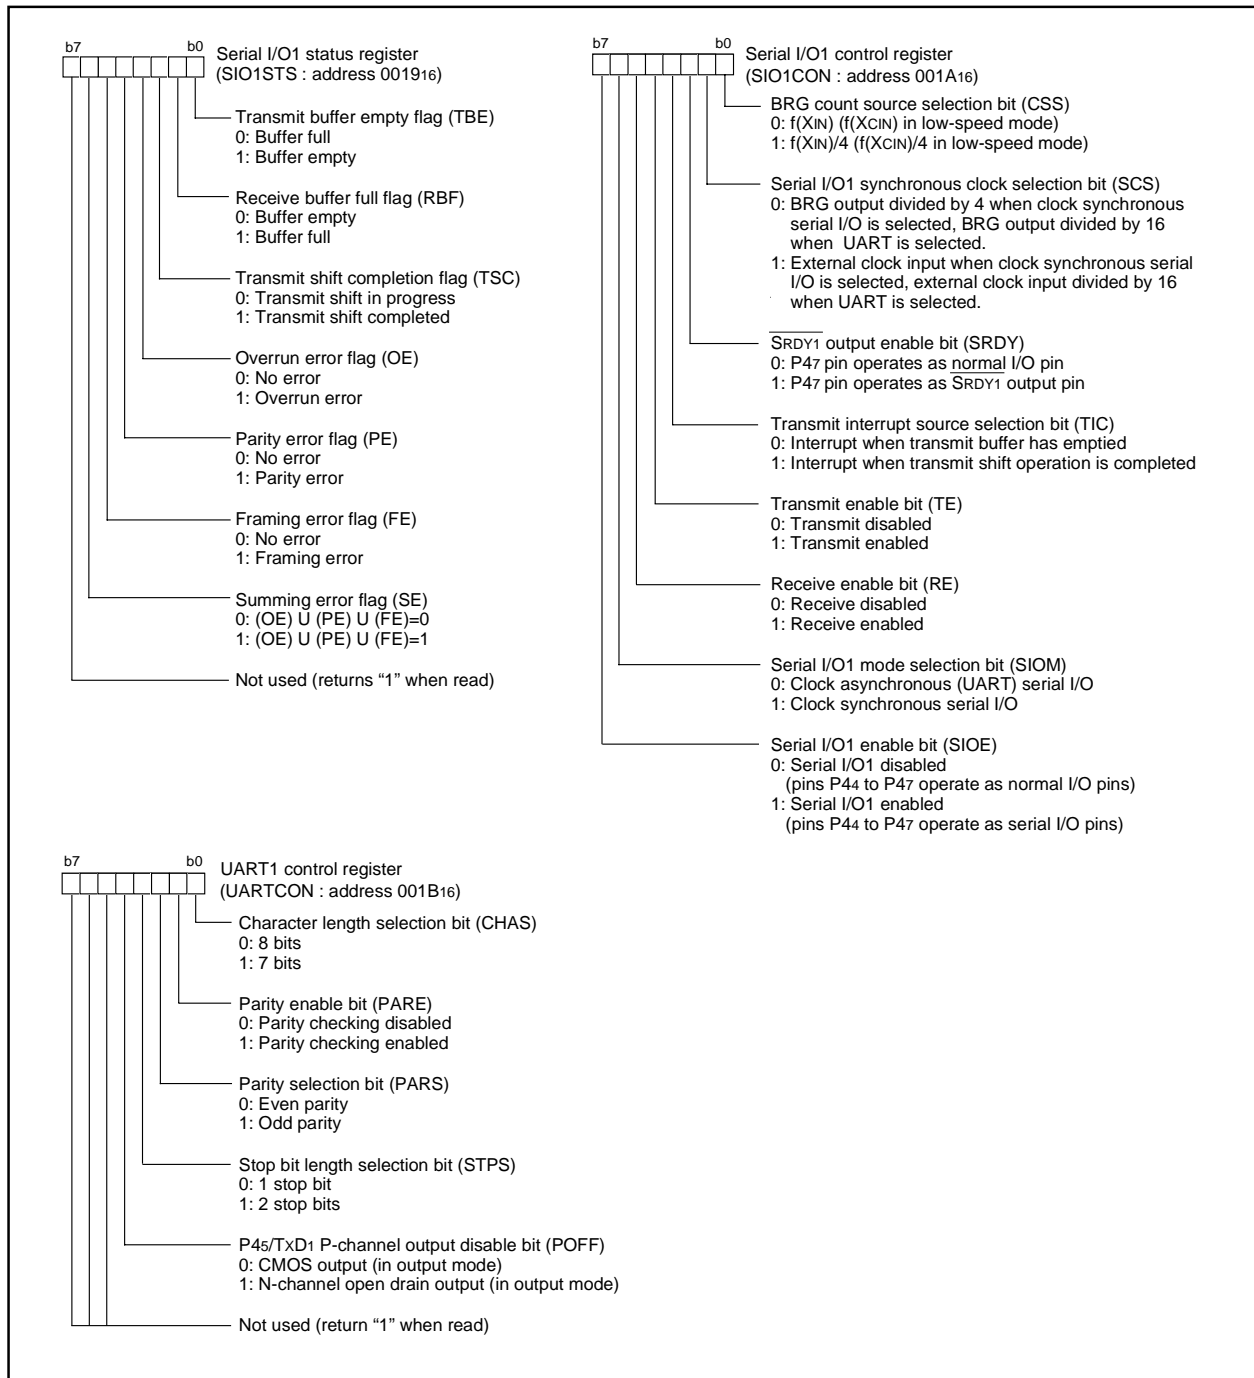 b7 b0 Serial I/O1 status register
(SIO1STS : address 001916)
Transmit buffer empty flag (TBE)
0: Buffer full
1: Buffer empty
Receive buffer full flag (RBF)
0: Buffer empty
1: Buffer full
Transmit shift completion flag (TSC)
0: Transmit shift in progress
1: Transmit shift completed
Overrun error flag (OE)
0: No error
1: Overrun error
Parity error flag (PE)
0: No error
1: Parity error
Framing error flag (FE)
0: No error
1: Framing error
Summing error flag (SE)
0: (OE) U (PE) U (FE)=0
1: (OE) U (PE) U (FE)=1
Not used (returns “1” when read)
b7 b0 Serial I/O1 control register
(SIO1CON : address 001A16)
BRG count source selection bit (CSS)
0: f(XIN) (f(XCIN) in low-speed mode)
1: f(XIN)/4 (f(XCIN)/4 in low-speed mode)
Serial I/O1 synchronous clock selection bit (SCS)
0: BRG output divided by 4 when clock synchronous
serial I/O is selected, BRG output divided by 16
when UART is selected.
1: External clock input when clock synchronous serial
I/O is selected, external clock input divided by 16
when UART is selected.
SRDY1 output enable bit (SRDY)
0: P47 pin operates as normal I/O pin
1: P47 pin operates as SRDY1 output pin
Transmit interrupt source selection bit (TIC)
0: Interrupt when transmit buffer has emptied
1: Interrupt when transmit shift operation is completed
Transmit enable bit (TE)
0: Transmit disabled
1: Transmit enabled
Receive enable bit (RE)
0: Receive disabled
1: Receive enabled
Serial I/O1 mode selection bit (SIOM)
0: Clock asynchronous (UART) serial I/O
1: Clock synchronous serial I/O
Serial I/O1 enable bit (SIOE)
0: Serial I/O1 disabled
(pins P44 to P47 operate as normal I/O pins)
1: Serial I/O1 enabled
(pins P44 to P47 operate as serial I/O pins)
b7 b0 UART1 control register
(UARTCON : address 001B16)
Character length selection bit (CHAS)
0: 8 bits
1: 7 bits
Parity enable bit (PARE)
0: Parity checking disabled
1: Parity checking enabled
Parity selection bit (PARS)
0: Even parity
1: Odd parity
Stop bit length selection bit (STPS)
0: 1 stop bit
1: 2 stop bits
P45/TXD1 P-channel output disable bit (POFF)
0: CMOS output (in output mode)
1: N-channel open drain output (in output mode)
Not used (return “1” when read)